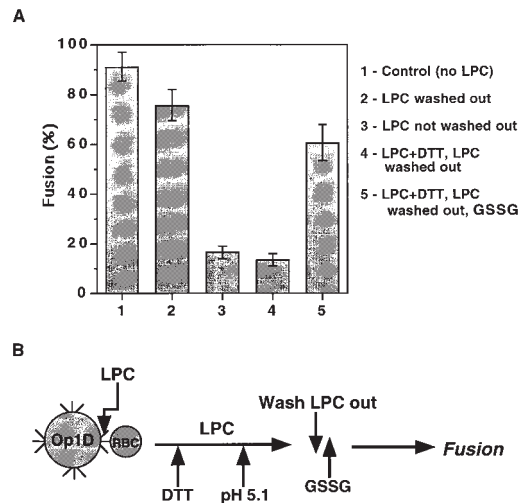 A
Fusion (%)
100
80
60
40
20
0
1
2
3
4
5
1 - Control (no LPC)
2 - LPC washed out
3 - LPC not washed out
4 - LPC+DTT, LPC
washed out
5 - LPC+DTT, LPC
washed out, GSSG
B
LPC
Op1D
RBC
LPC
DTT
pH 5.1
Wash LPC out
GSSG
Fusion